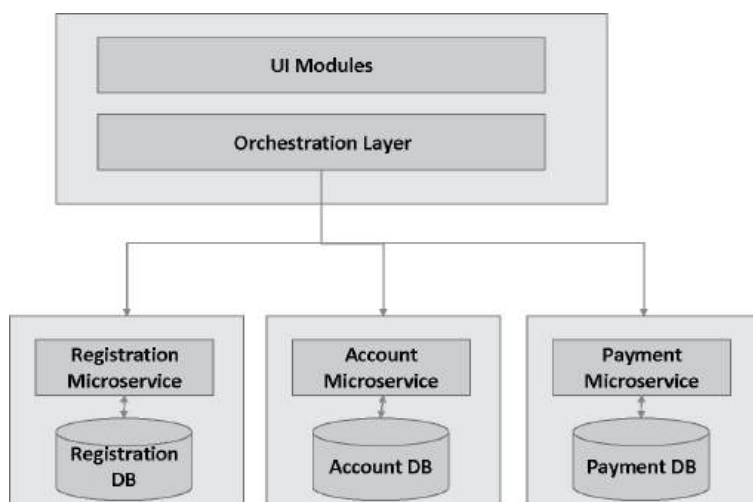 UI Modules
Orchestration Layer
Registration
Microservice
Account
Microservice
Payment
Microservice
Registration
DB
Account DB
Payment DB